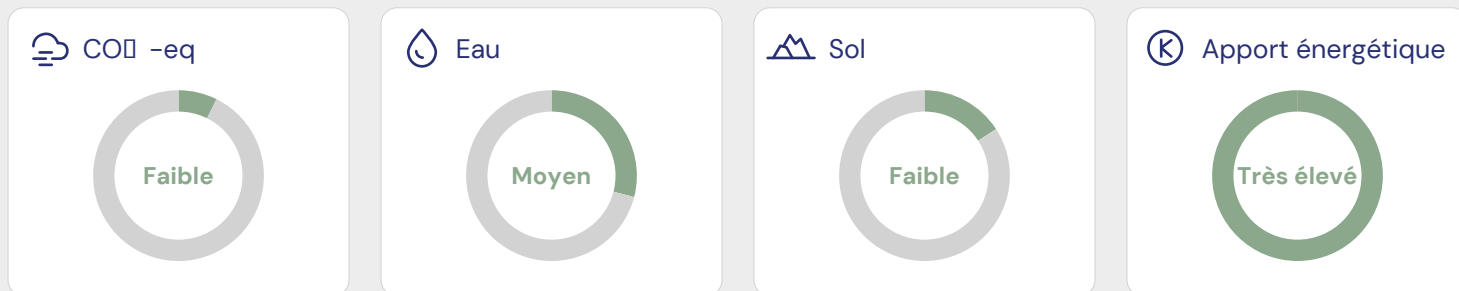 CO▯ -eq
Faible
Eau
Moyen
Sol
Faible
Apport énergétique
Très élevé